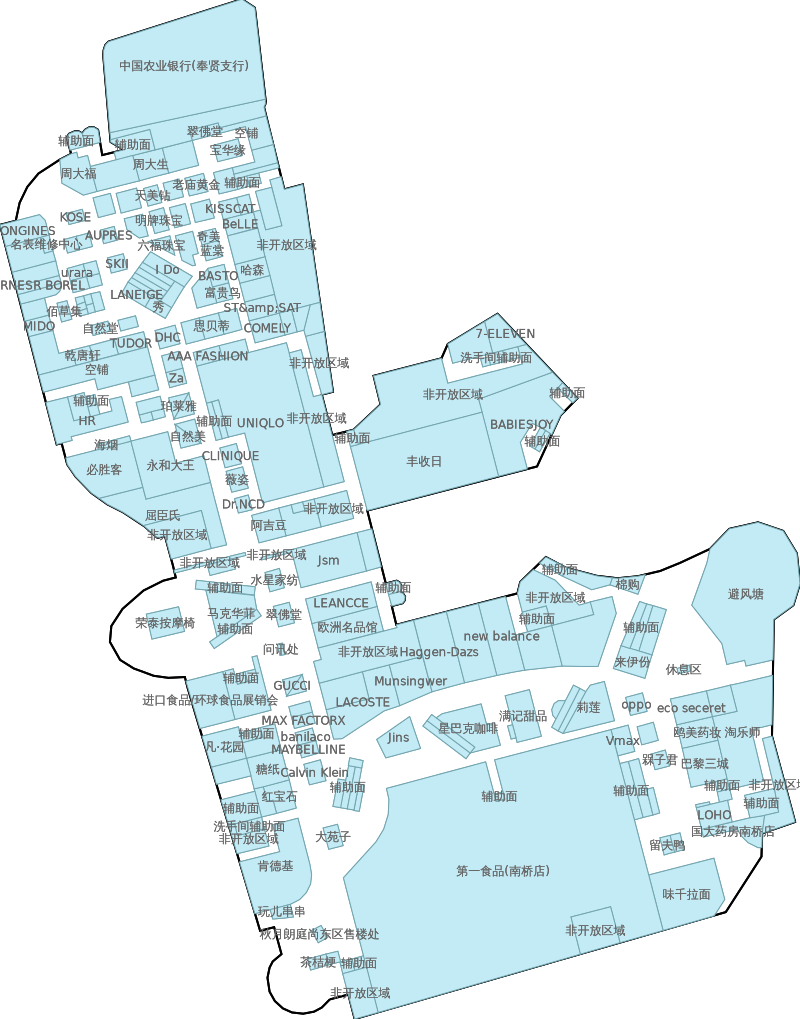 中国农业银行(奉贤支行)
翠佛堂
空铺
辅助面
辅助面
宝华缘
周大生
周大福
老庙黄金
辅助面
天美钻
KISSCAT
KOSE
明牌珠宝
BeLLE
ONGINES
AUPRES
奇美
名表维修中心
六福珠宝
蓝棠
非开放区域
SKII
I Do
哈森
urara
BASTO
RNESR BOREL
LANEIGE
富贵鸟
秀
ST&amp;SAT
佰草集
MIDO
自然堂
思贝蒂
COMELY
7-ELEVEN
TUDOR
DHC
乾唐轩
AAA FASHION
洗手间辅助面
空铺
非开放区域
Za
非开放区域
辅助面
辅助面
珀莱雅
HR
辅助面
UNIQLO
非开放区域
BABIESJOY
自然美
辅助面
辅助面
海烟
CLINIQUE
必胜客
永和大王
丰收日
薇姿
Dr.NCD
屈臣氏
非开放区域
阿吉豆
非开放区域
非开放区域
非开放区域
Jsm
辅助面
水星家纺
辅助面
辅助面
棉购
避风塘
LEANCCE
非开放区域
马克华菲
翠佛堂
荣泰按摩椅
辅助面
欧洲名品馆
辅助面
辅助面
new balance
问讯处
非开放区域
Haggen-Dazs
来伊份
休息区
辅助面
GUCCI
Munsingwer
进口食品/环球食品展销会
LACOSTE
oppo
eco seceret
莉莲
满记甜品
MAX FACTORX
星巴克咖啡
辅助面
banilaco
Jins
鸥美药妆
淘乐师
凡·花园
MAYBELLINE
Vmax
槑子君
巴黎三城
糖纸
Calvin Klein
辅助面
辅助面
辅助面
辅助面
非开放区域
红宝石
辅助面
辅助面
LOHO
洗手间辅助面
国大药房南桥店
非开放区域
大苑子
留夫鸭
肯德基
第一食品(南桥店)
味千拉面
玩儿串串
秋月朗庭尚东区售楼处
非开放区域
茶桔梗
辅助面
非开放区域